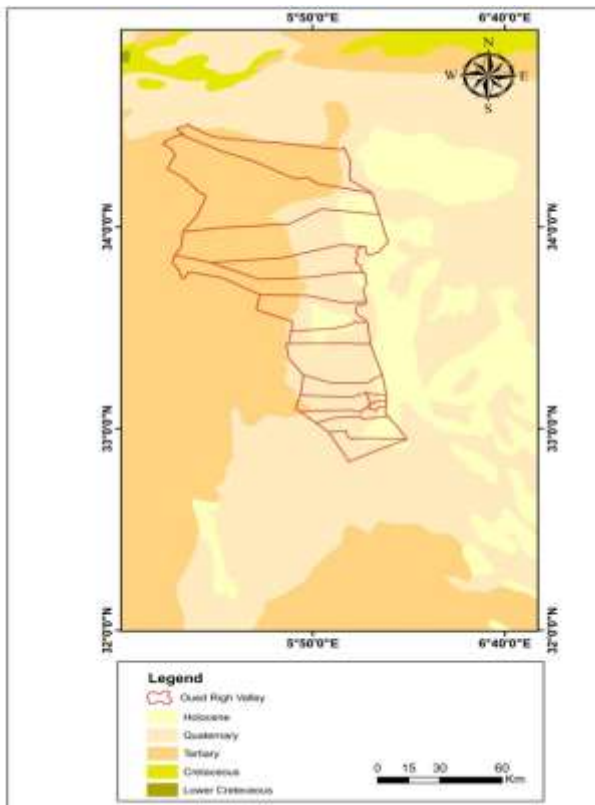 5°50'0"E 6°40'0"E
N
W E
S
34°0'0"N 34°0'0"N
33°0'0"N 33°0'0"N
32°0'0"N 32°0'0"N
5°50'0"E 6°40'0"E
Legend
Oued Righ Valley
Holocene
Quaternary
Tertiary
Cretaceous
Lower Cretaceous
0 15 30 60
Km